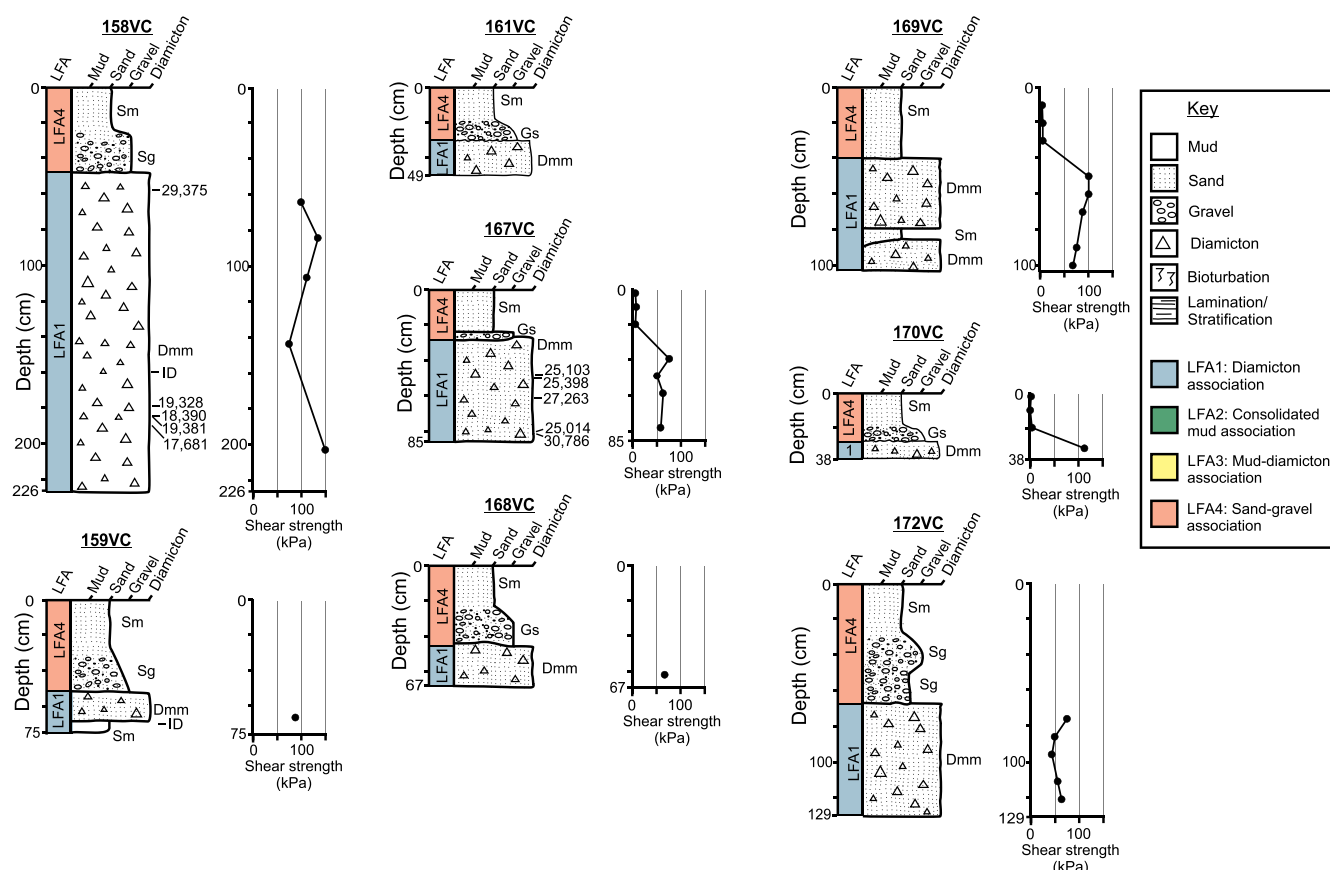 158VC
LFA
Mud
Sand
Gravel
Diamicton
Depth (cm)
0
100
200
226
LFA4
LFA1
Sm
Sg
29,375
Dmm
ID
19,328
18,390
19,381
17,681
0
100
200
226
0 100
Shear strength
(kPa)
159VC
LFA
Mud
Sand
Gravel
Diamicton
Depth (cm)
0
75
LFA4
LFA1
Sm
Sg
Dmm
ID
Sm
0
75
0 100
Shear strength
(kPa)
161VC
LFA
Mud
Sand
Gravel
Diamicton
Depth (cm)
0
49
LFA4
LFA1
Sm
Gs
Dmm
167VC
LFA
Mud
Sand
Gravel
Diamicton
Depth (cm)
0
85
LFA4
LFA1
Sm
Gs
Dmm
25,103
25,398
27,263
25,014
30,786
0
85
0 100
Shear strength
(kPa)
168VC
LFA
Mud
Sand
Gravel
Diamicton
Depth (cm)
0
67
LFA4
LFA1
Sm
Gs
Dmm
0
67
0 100
Shear strength
(kPa)
169VC
LFA
Mud
Sand
Gravel
Diamicton
Depth (cm)
0
100
LFA4
LFA1
Sm
Dmm
Sm
Dmm
0
100
0 100
Shear strength
(kPa)
170VC
LFA
Mud
Sand
Gravel
Diamicton
Depth (cm)
0
38
LFA4
1
Sm
Gs
Dmm
0
38
0 100
Shear strength
(kPa)
172VC
LFA
Mud
Sand
Gravel
Diamicton
Depth (cm)
0
100
129
LFA4
LFA1
Sm
Sg
Dmm
0
100
129
0 100
Shear strength
(kPa)
Key
Mud
Sand
Gravel
Diamicton
Bioturbation
Lamination/
Stratification
LFA1: Diamicton
association
LFA2: Consolidated
mud association
LFA3: Mud-diamicton
association
LFA4: Sand-gravel
association